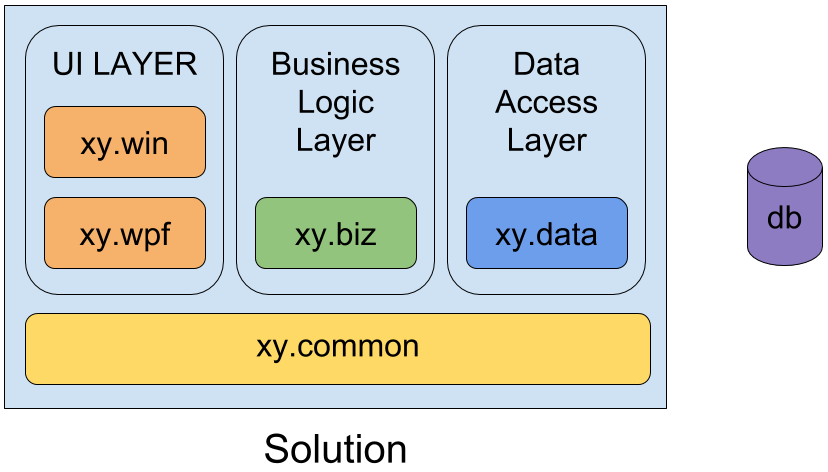 UI LAYER
xy.win
xy.wpf
Business
Logic
Layer
xy.biz
Data
Access
Layer
xy.data
xy.common
Solution
db